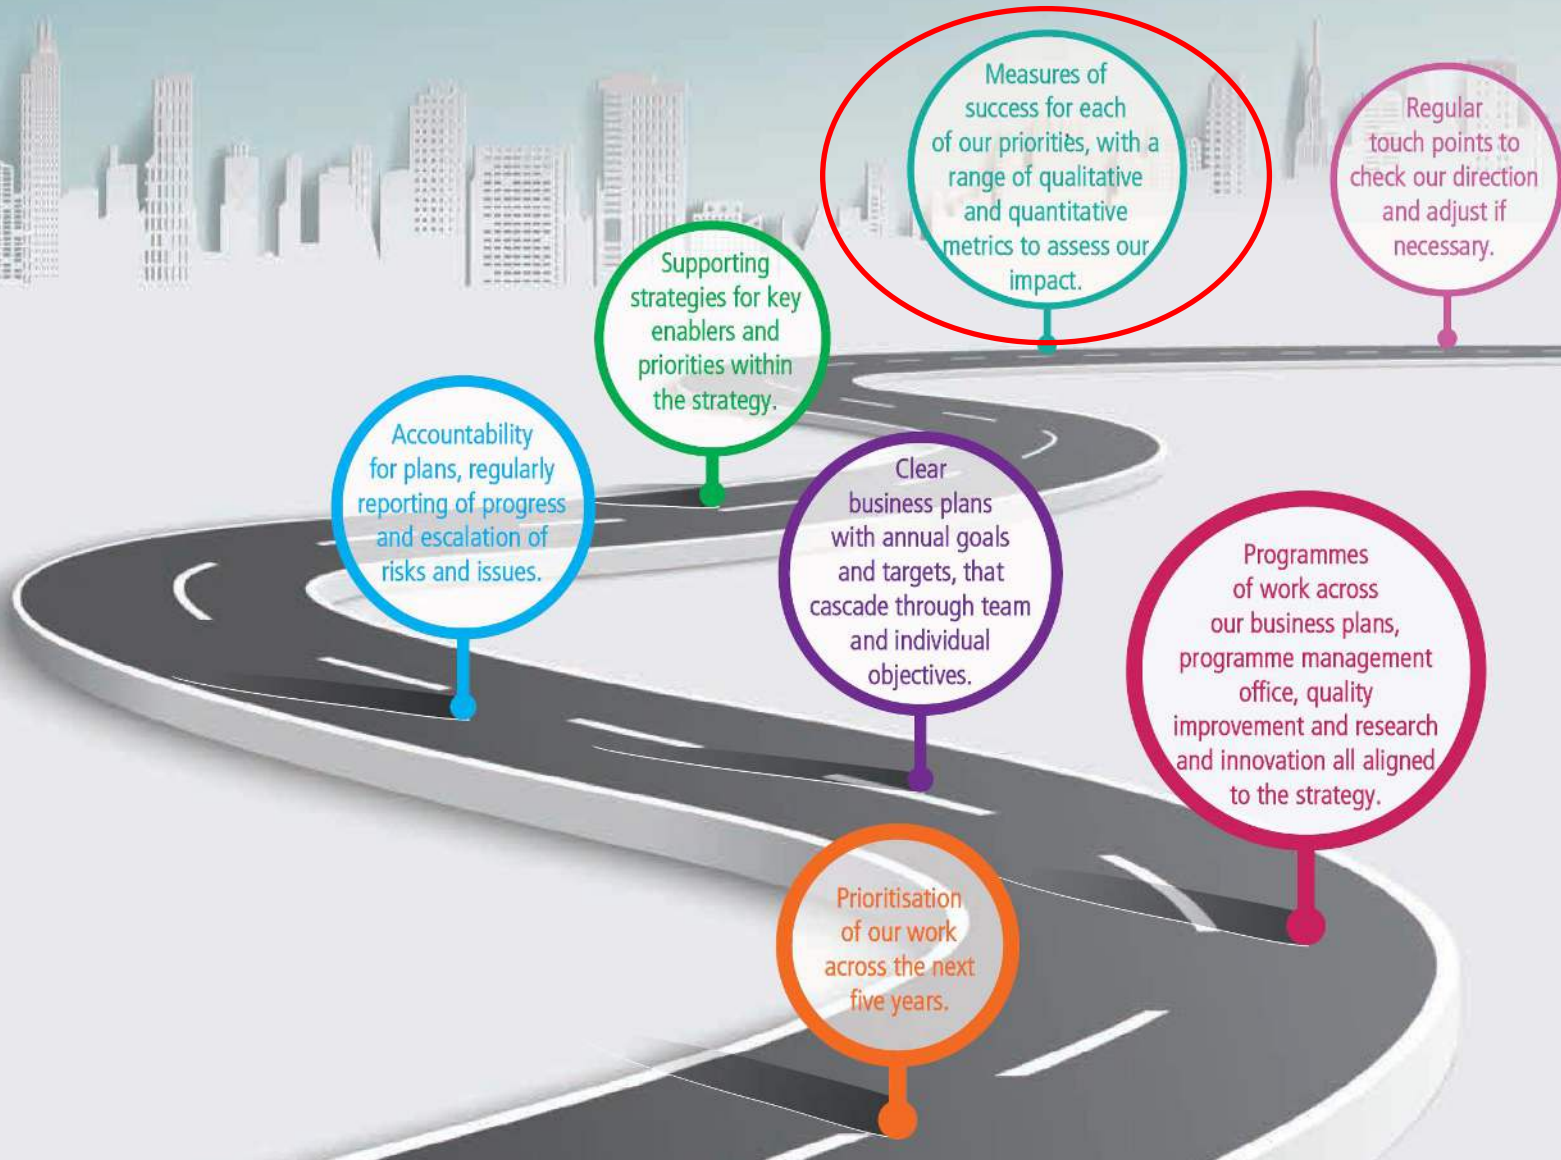 Measures of
success for each
of our priorities, with a
range of qualitative
and quantitative
metrics to assess our
impact.
Regular
touch points to
check our direction
and adjust if
necessary.
Supporting
strategies for key
enablers and
priorities within
the strategy.
Accountability
for plans, regularly
reporting of progress
and escalation of
risks and issues.
Clear
business plans
with annual goals
and targets, that
cascade through team
and individual
objectives.
Programmes
of work across
our business plans,
programme management
office, quality
improvement and research
and innovation all aligned
to the strategy.
Prioritisation
of our work
across the next
five years.